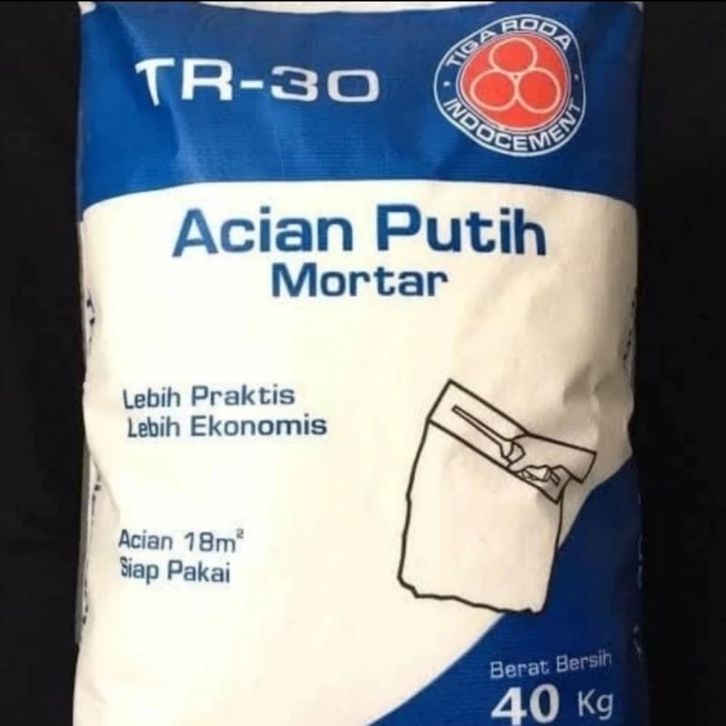 TR-30
TIGA RODA
INDOCEMENT
Acian Putih
Mortar
Lebih Praktis
Lebih Ekonomis
Acian 18m²
Siap Pakai
Berat Bersih
40 Kg